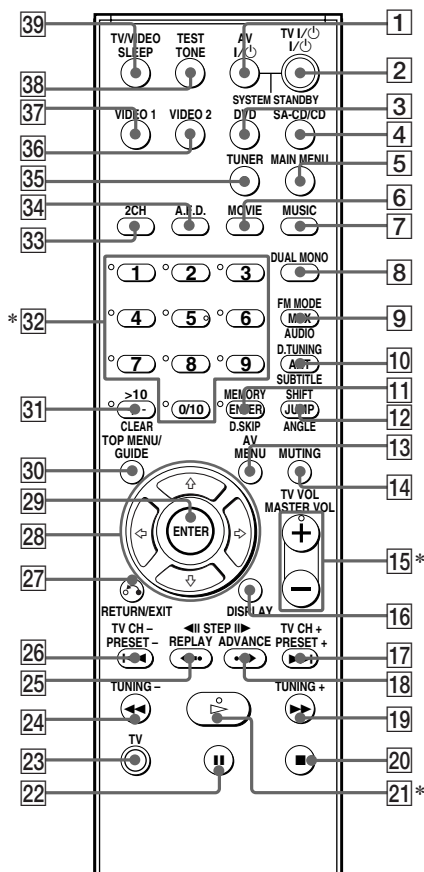 39 TV/VIDEO SLEEP TEST TONE AV I/⏻ TV I/⏻ I/⏻ 1
38 2
SYSTEM STANDBY
37 VIDEO 1 VIDEO 2 DVD SA-CD/CD 3
36 4
35 TUNER MAIN MENU 5
34 6
2CH A.F.D. MOVIE MUSIC
33 7
DUAL MONO 8
1 2 3
FM MODE
*32 4 5 6 MIX 9
AUDIO
D.TUNING
7 8 9 ANT 10
SUBTITLE
11
>10 MEMORY SHIFT
31 -- 0/10 ENTER JUMP 12
CLEAR D.SKIP ANGLE
TOP MENU/GUIDE AV MENU MUTING 13
30 14
TV VOL
MASTER VOL
29
28 ENTER + 15*
−
27 16
RETURN/EXIT DISPLAY
TV CH – STEP TV CH +
PRESET – REPLAY ADVANCE PRESET +
26 17
25 18
TUNING – TUNING +
24 19
TV
23 20
22 21*